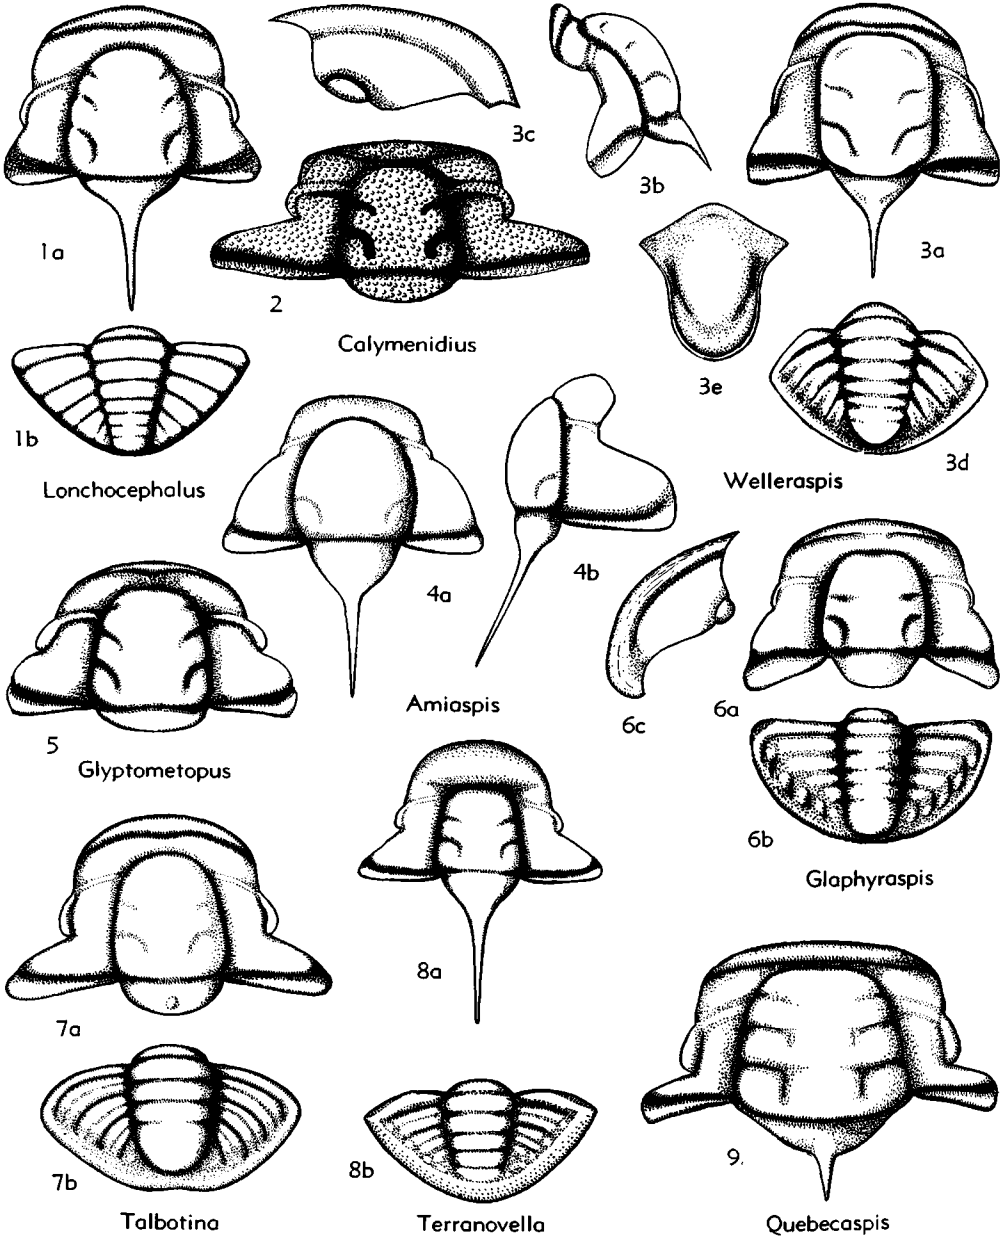 3c
3b
1a
3a
2
Calymenidius
3e
1b
3d
Lonchocephalus
Welleraspis
4a
4b
Amiaspis
6c
6a
5
Glyptometopus
6b
Glaphyraspis
8a
7a
7b
8b
9.
Talbotina
Terranovella
Quebecaspis